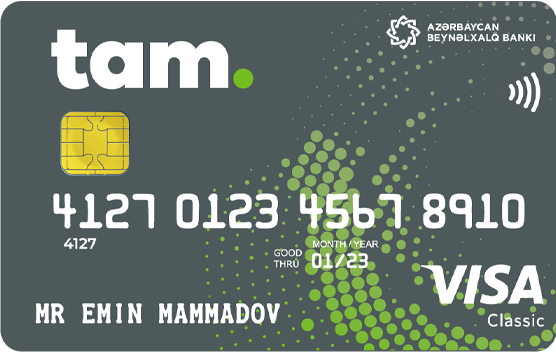 tam.
AZƏRBAYCAN
BEYNƏLXALQ BANKI
4127 0123 4567 8910
4127
MONTH / YEAR
GOOD
THRÚ 01/23
VISA
Classic
MR EMIN MAMMADOV